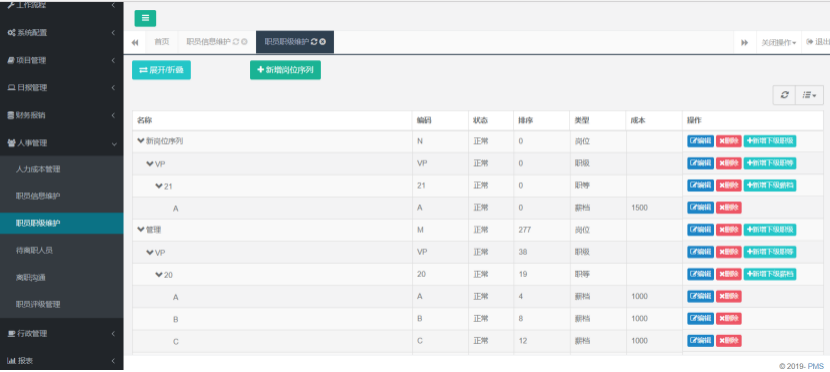 工作流程
系统配置
项目管理
日报管理
财务报销
人事管理
人力成本管理
职员信息维护
职员职级维护
待离职人员
离职沟通
职员评级管理
行政管理
报表
首页 职员信息维护 职员职级维护 关闭操作 退出
展开/折叠 新增岗位序列
名称 编码 状态 排序 类型 成本 操作
新岗位序列 N 正常 0 岗位 编辑 删除 新增下级职级
VP VP 正常 0 职级 编辑 删除 新增下级职等
21 21 正常 0 职等 编辑 删除 新增下级薪档
A A 正常 0 薪档 1500 编辑 删除
管理 M 正常 277 岗位 编辑 删除 新增下级职级
VP VP 正常 38 职级 编辑 删除 新增下级职等
20 20 正常 19 职等 编辑 删除 新增下级薪档
A A 正常 4 薪档 1000 编辑 删除
B B 正常 8 薪档 1000 编辑 删除
C C 正常 12 薪档 1000 编辑 删除
© 2019- PMS